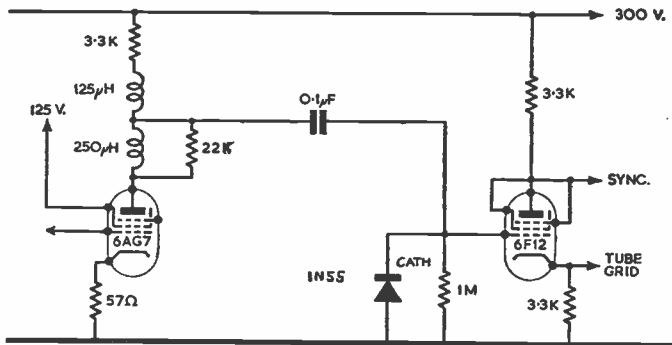 300 V.
3·3K
125µH
0·1µF
3·3K
125 V.
250µH
22K
SYNC.
6AG7
6F12
1N55
CATH
TUBE
GRID
57Ω
1M
3·3K